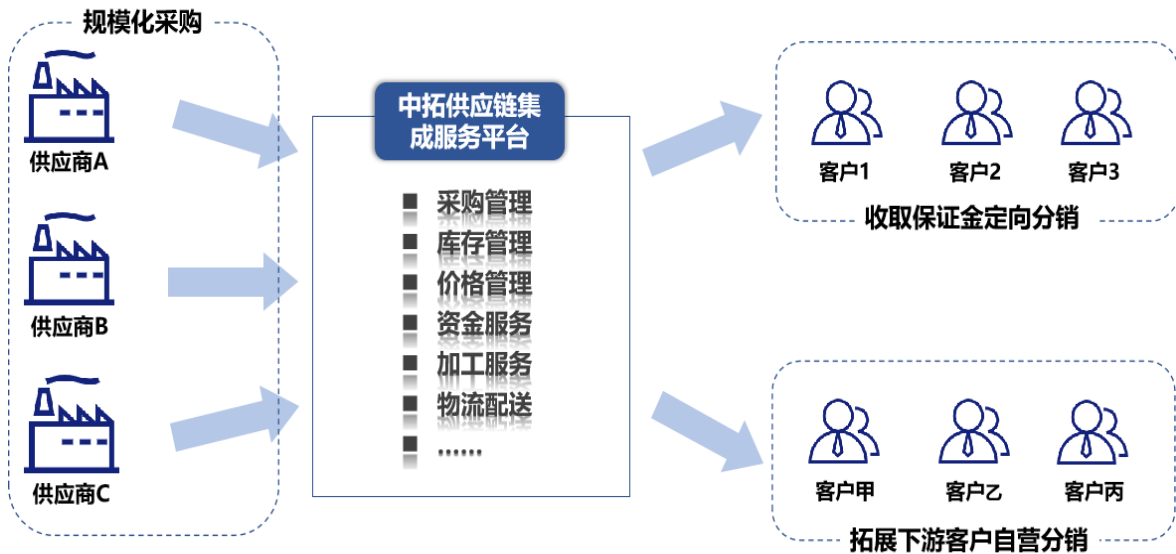 规模化采购
供应商A
供应商B
供应商C
中拓供应链集
成服务平台
■ 采购管理
■ 库存管理
■ 价格管理
■ 资金服务
■ 加工服务
■ 物流配送
■ ……
客户1
客户2
客户3
收取保证金定向分销
客户甲
客户乙
客户丙
拓展下游客户自营分销